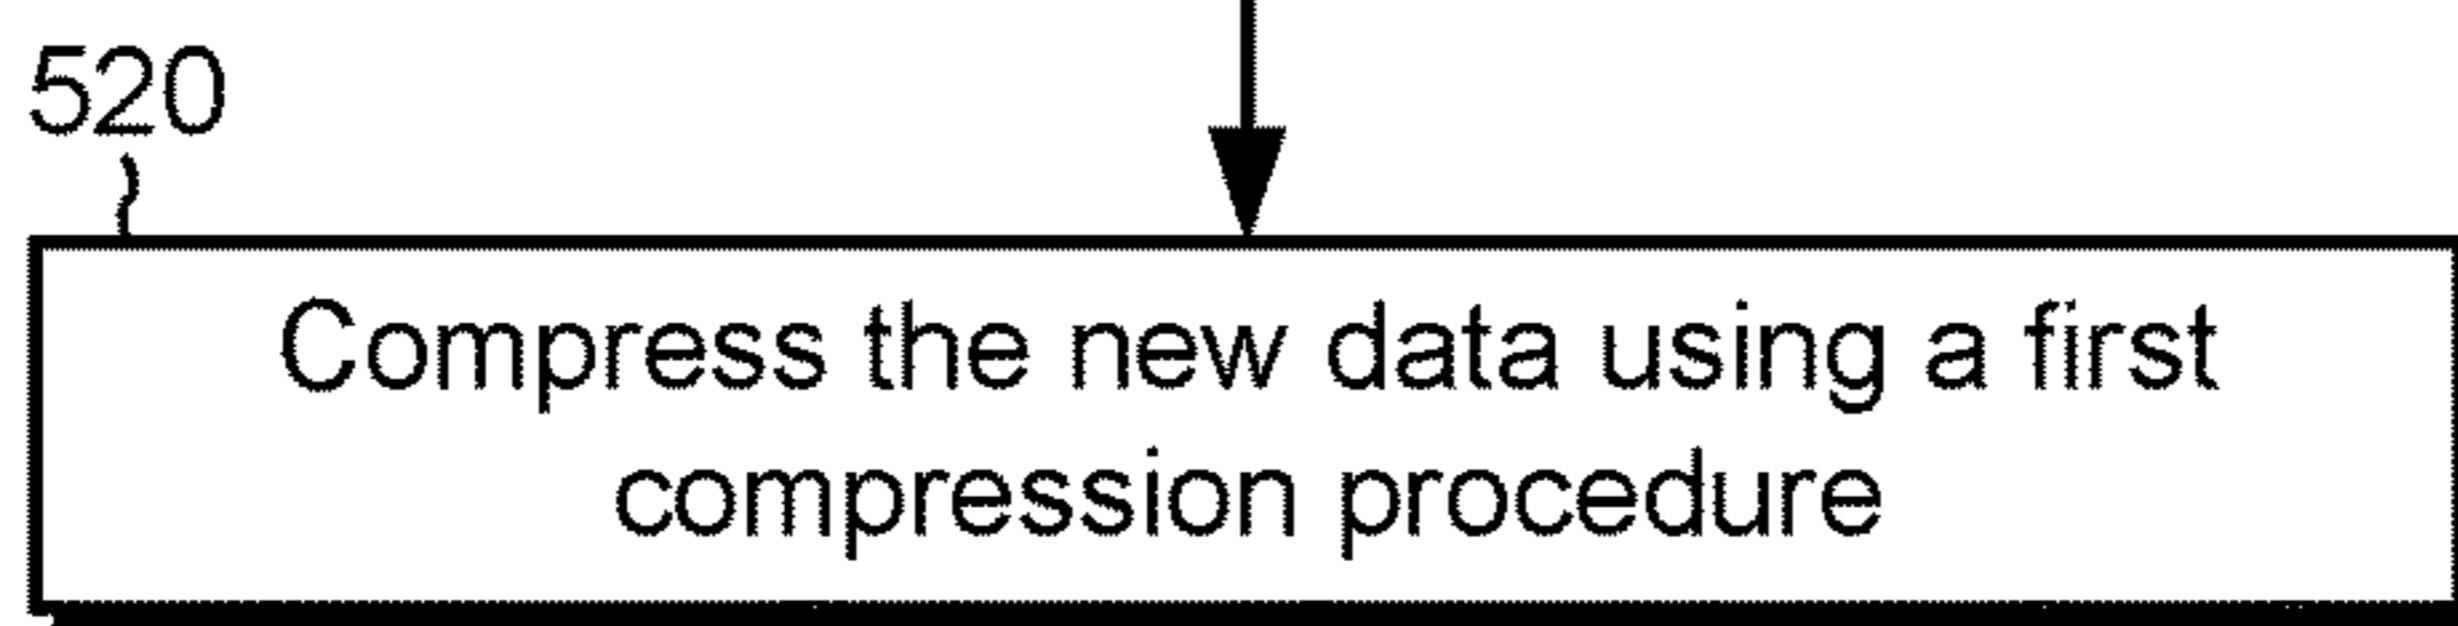 520
Compress the new data using a first
compression procedure